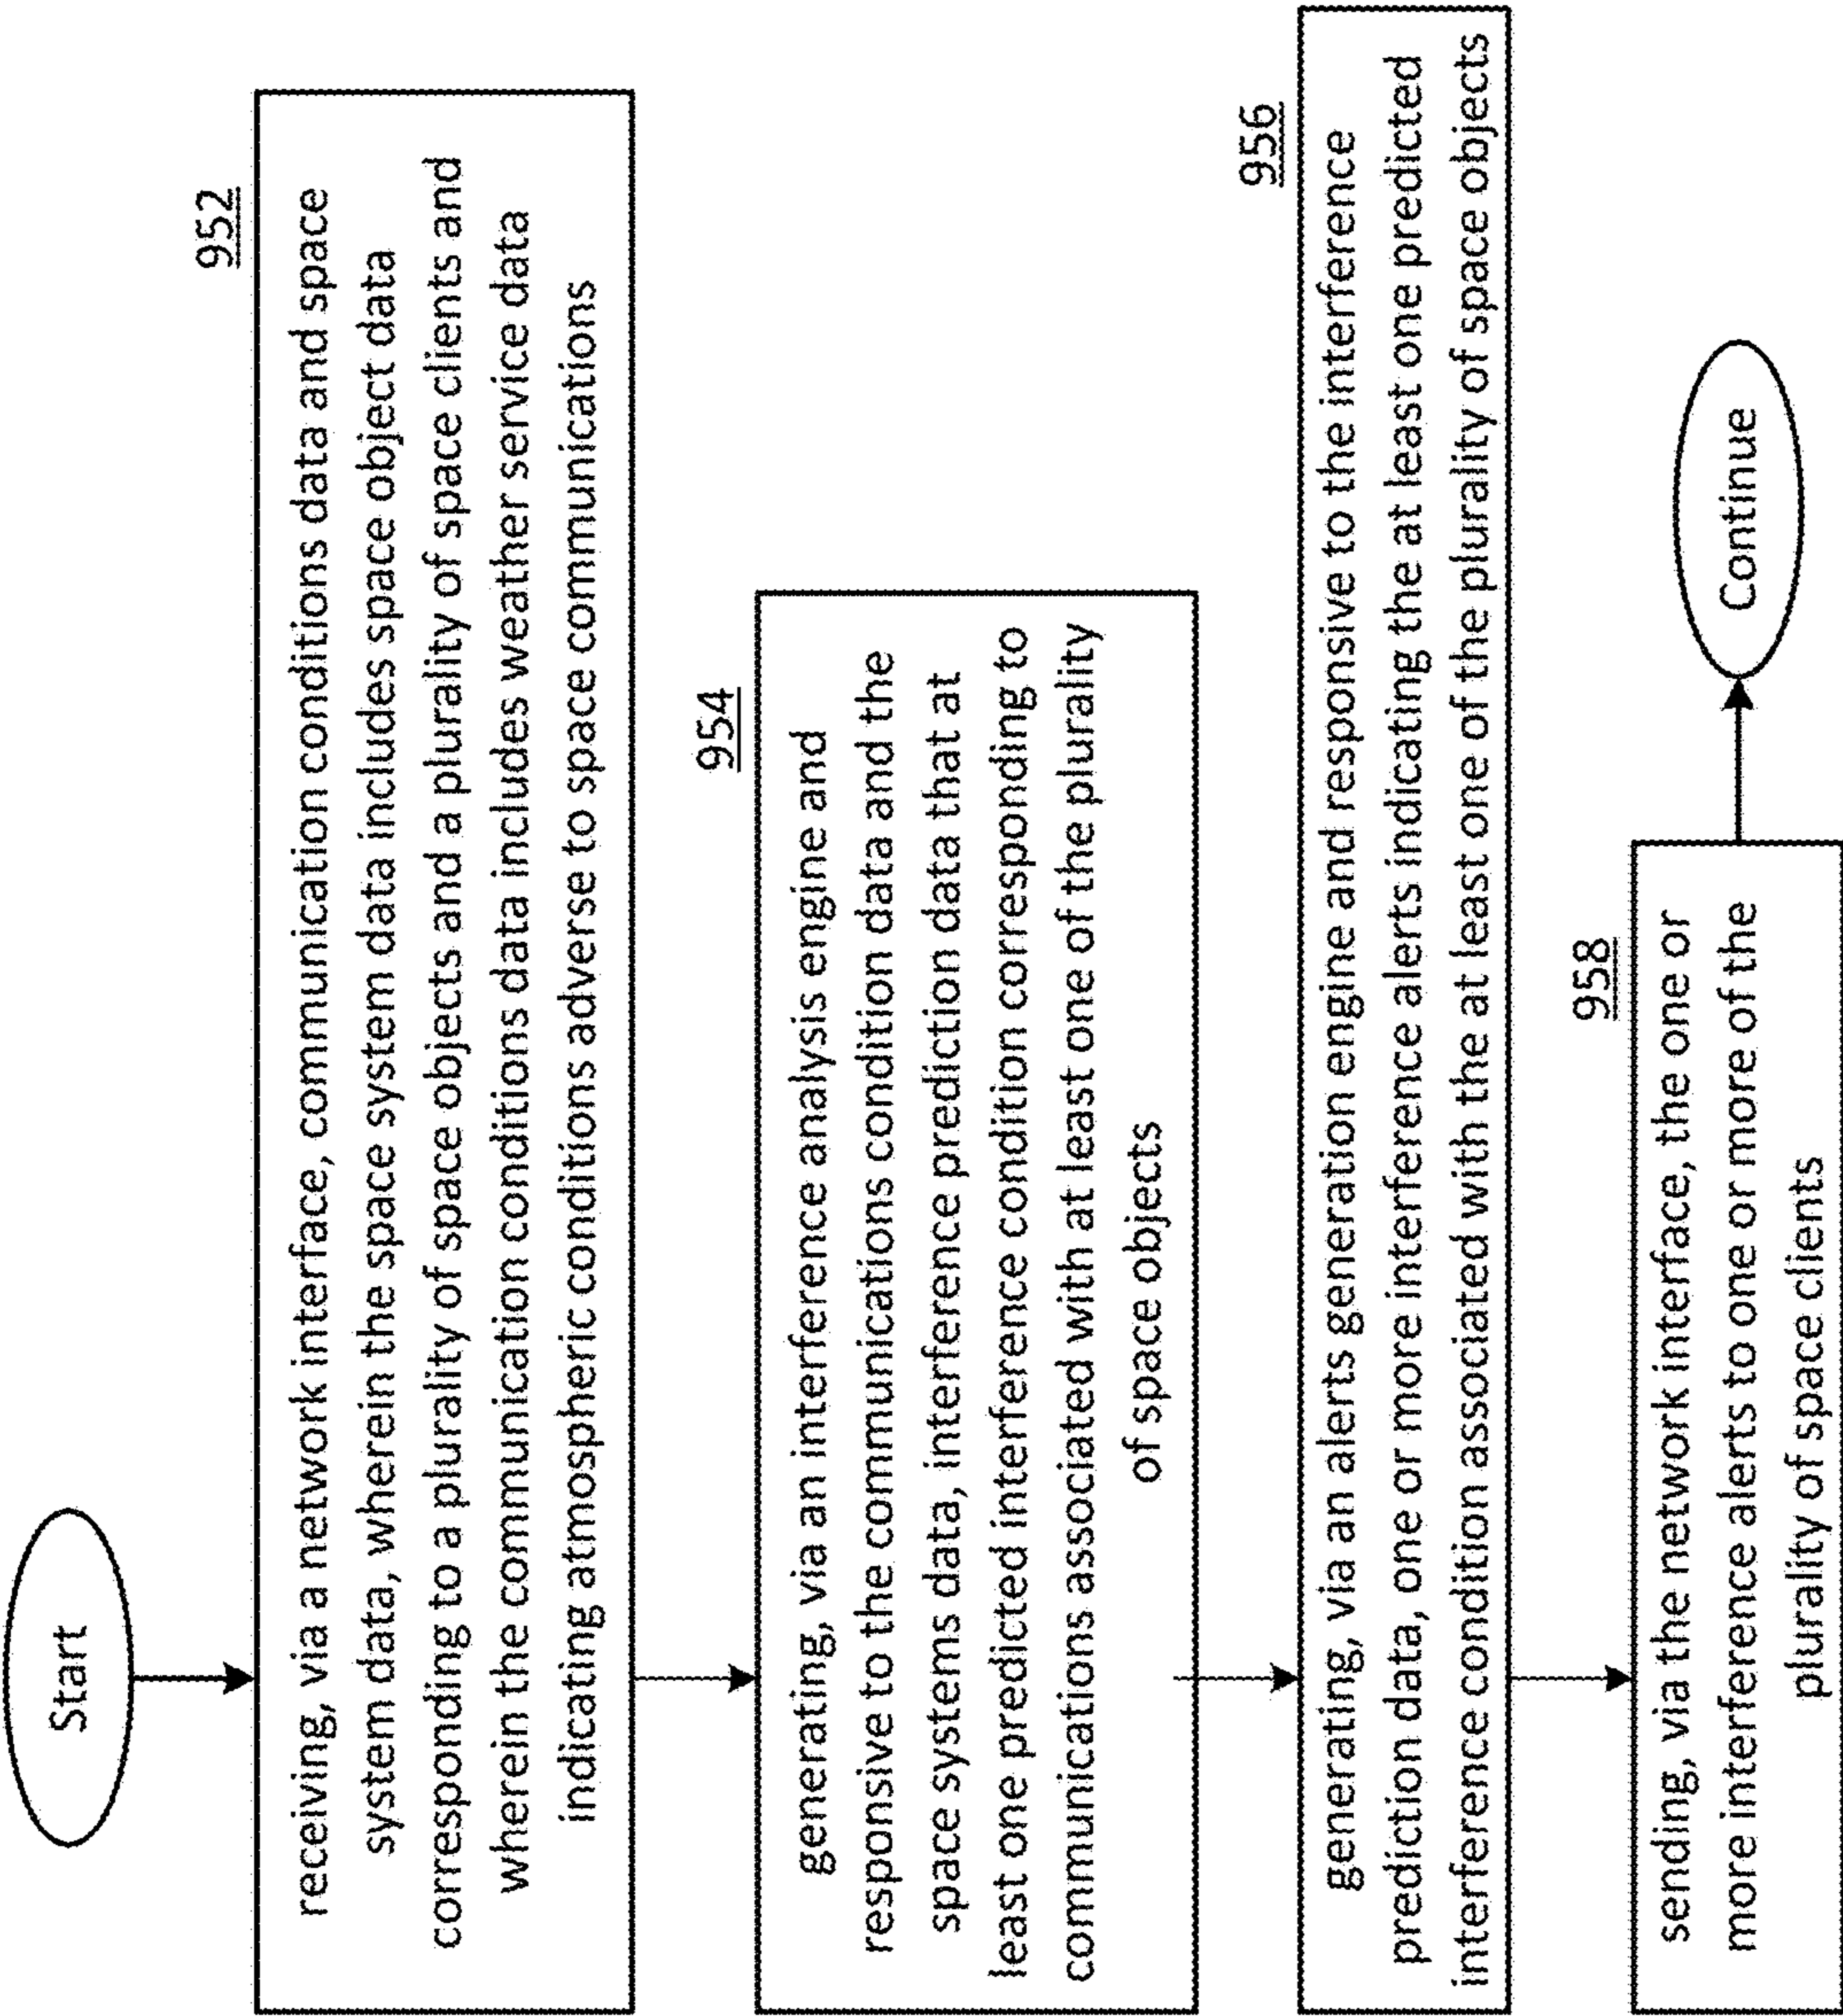 Start
952
receiving, via a network interface, communication conditions data and space
system data, wherein the space system data includes space object data
corresponding to a plurality of space objects and a plurality of space clients and
wherein the communication conditions data includes weather service data
indicating atmospheric conditions adverse to space communications
954
generating, via an interference analysis engine and
responsive to the communications condition data and the
space systems data, interference prediction data that at
least one predicted interference condition corresponding to
communications associated with at least one of the plurality
of space objects
956
generating, via an alerts generation engine and responsive to the interference
prediction data, one or more interference alerts indicating the at least one predicted
interference condition associated with the at least one of the plurality of space objects
958
sending, via the network interface, the one or
more interference alerts to one or more of the
plurality of space clients
Continue